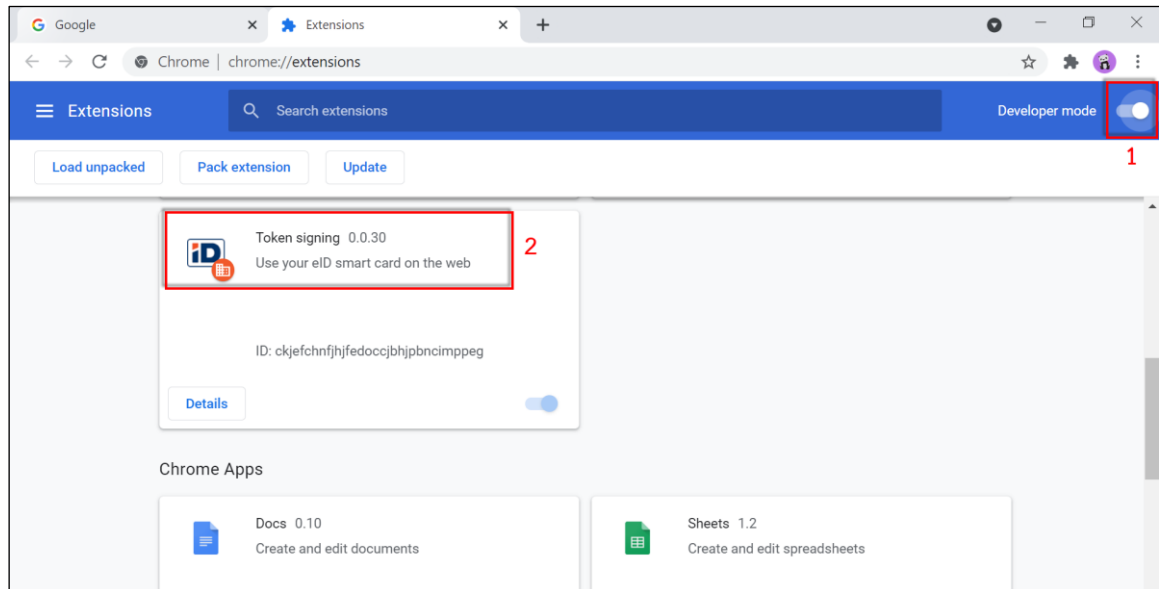 Google
Extensions
Chrome | chrome://extensions
Extensions
Search extensions
Developer mode
1
Load unpacked
Pack extension
Update
Token signing 0.0.30
Use your eID smart card on the web
iD
2
ID: ckjefchnfjhjfedoccjbhjpbncimppeg
Details
Chrome Apps
Docs 0.10
Create and edit documents
Sheets 1.2
Create and edit spreadsheets